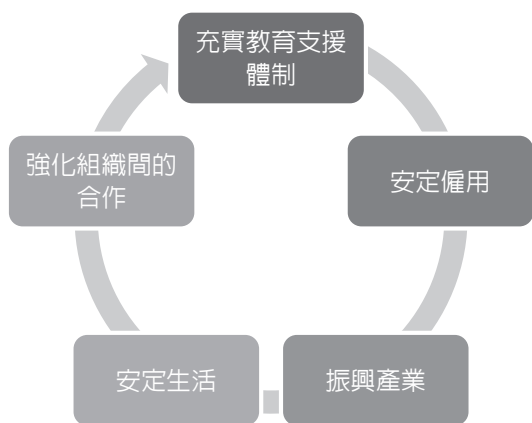 充實教育支援
體制
安定僱用
振興產業
安定生活
強化組織間的
合作